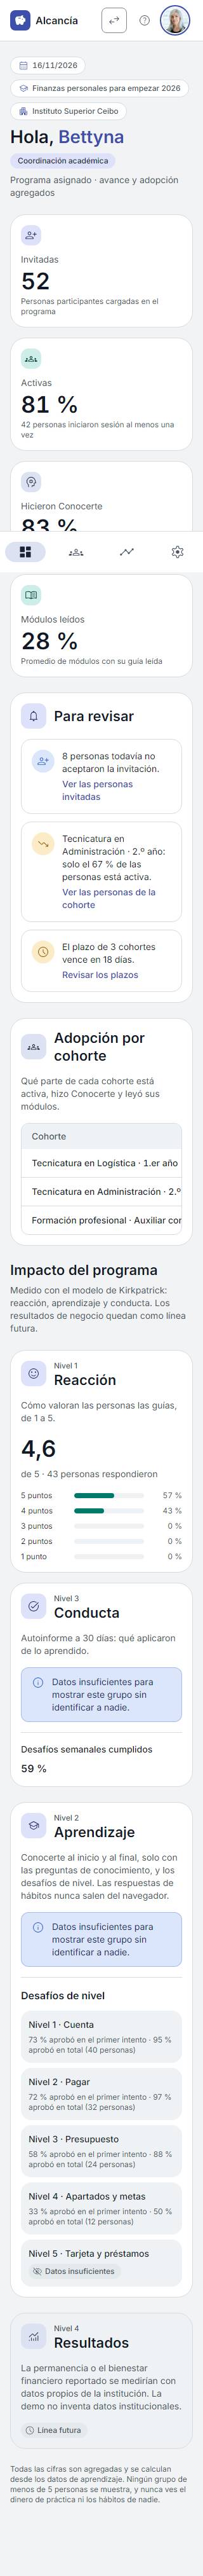 Alcancía
16/11/2026
Finanzas personales para empezar 2026
Instituto Superior Ceibo
Hola, Bettyna
Coordinación académica
Programa asignado · avance y adopción
agregados
Invitadas
52
Personas participantes cargadas en el
programa
Activas
81 %
42 personas iniciaron sesión al menos una
vez
Hicieron Conocerte
83 %
Módulos leídos
28 %
Promedio de módulos con su guía leída
Para revisar
8 personas todavía no
aceptaron la invitación.
Ver las personas
invitadas
Tecnicatura en
Administración · 2.º año:
solo el 67 % de las
personas está activa.
Ver las personas de la
cohorte
El plazo de 3 cohortes
vence en 18 días.
Revisar los plazos
Adopción por
cohorte
Qué parte de cada cohorte está
activa, hizo Conocerte y leyó sus
módulos.
Cohorte
Tecnicatura en Logística · 1.er año
Tecnicatura en Administración · 2.º
Formación profesional · Auxiliar con
Impacto del programa
Medido con el modelo de Kirkpatrick:
reacción, aprendizaje y conducta. Los
resultados de negocio quedan como línea
futura.
Nivel 1
Reacción
Cómo valoran las personas las guías,
de 1 a 5.
4,6
de 5 · 43 personas respondieron
5 puntos 57 %
4 puntos 43 %
3 puntos 0 %
2 puntos 0 %
1 punto 0 %
Nivel 3
Conducta
Autoinforme a 30 días: qué aplicaron
de lo aprendido.
Datos insuficientes para
mostrar este grupo sin
identificar a nadie.
Desafíos semanales cumplidos
59 %
Nivel 2
Aprendizaje
Conocerte al inicio y al final, solo con
las preguntas de conocimiento, y los
desafíos de nivel. Las respuestas de
hábitos nunca salen del navegador.
Datos insuficientes para
mostrar este grupo sin
identificar a nadie.
Desafíos de nivel
Nivel 1 · Cuenta
73 % aprobó en el primer intento · 95 %
aprobó en total (40 personas)
Nivel 2 · Pagar
72 % aprobó en el primer intento · 97 %
aprobó en total (32 personas)
Nivel 3 · Presupuesto
58 % aprobó en el primer intento · 88 %
aprobó en total (24 personas)
Nivel 4 · Apartados y metas
33 % aprobó en el primer intento · 50 %
aprobó en total (12 personas)
Nivel 5 · Tarjeta y préstamos
Datos insuficientes
Nivel 4
Resultados
La permanencia o el bienestar
financiero reportado se medirían con
datos propios de la institución. La
demo no inventa datos institucionales.
Línea futura
Todas las cifras son agregadas y se calculan
desde los datos de aprendizaje. Ningún grupo de
menos de 5 personas se muestra, y nunca ves el
dinero de práctica ni los hábitos de nadie.